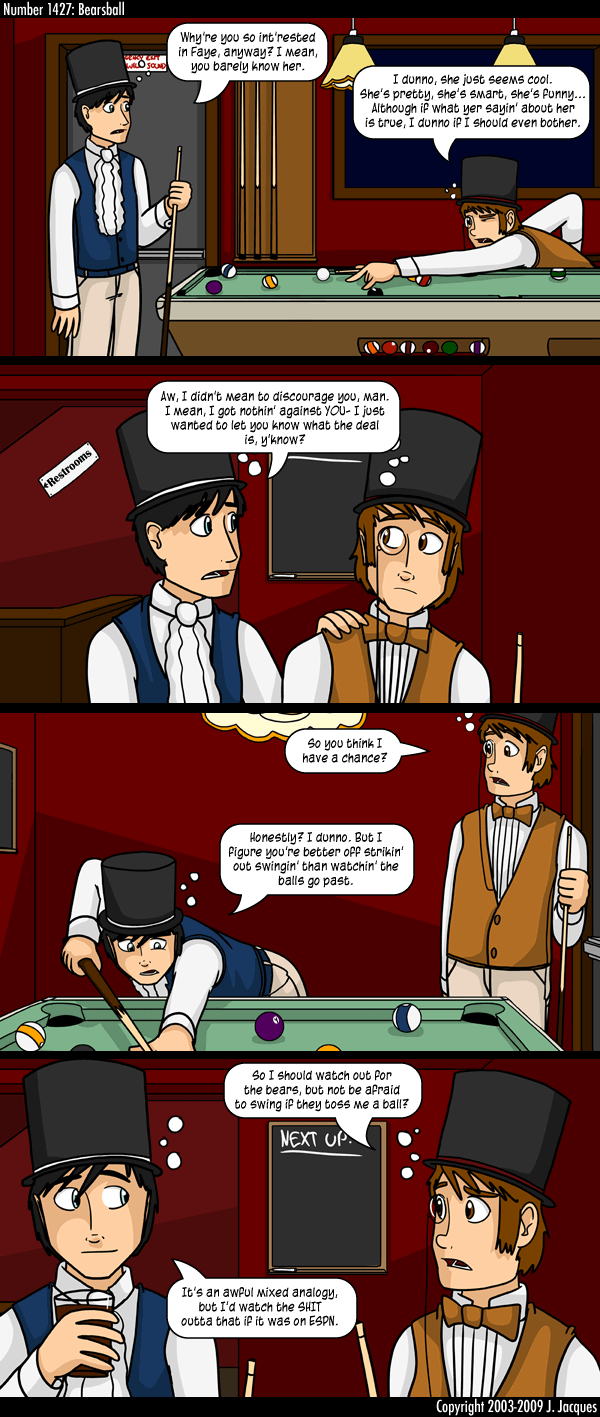 Number 1427: Bearsball
Why're you so int'rested
in Faye, anyway? I mean,
you barely know her.
I dunno, she just seems cool.
She's pretty, she's smart, she's funny...
Although if what yer sayin' about her
is true, I dunno if I should even bother.
SOUND
Aw, I didn't mean to discourage you, man.
I mean, I got nothin' against YOU- I just
wanted to let you know what the deal
is, y'know?
Restrooms
So you think I
have a chance?
Honestly? I dunno. But I
figure you're better off strikin'
out swingin' than watchin' the
balls go past.
So I should watch out for
the bears, but not be afraid
to swing if they toss me a ball?
NEXT UP:
It's an awful mixed analogy,
but I'd watch the SHIT
outta that if it was on ESPN.
Copyright 2003-2009 J. Jacques